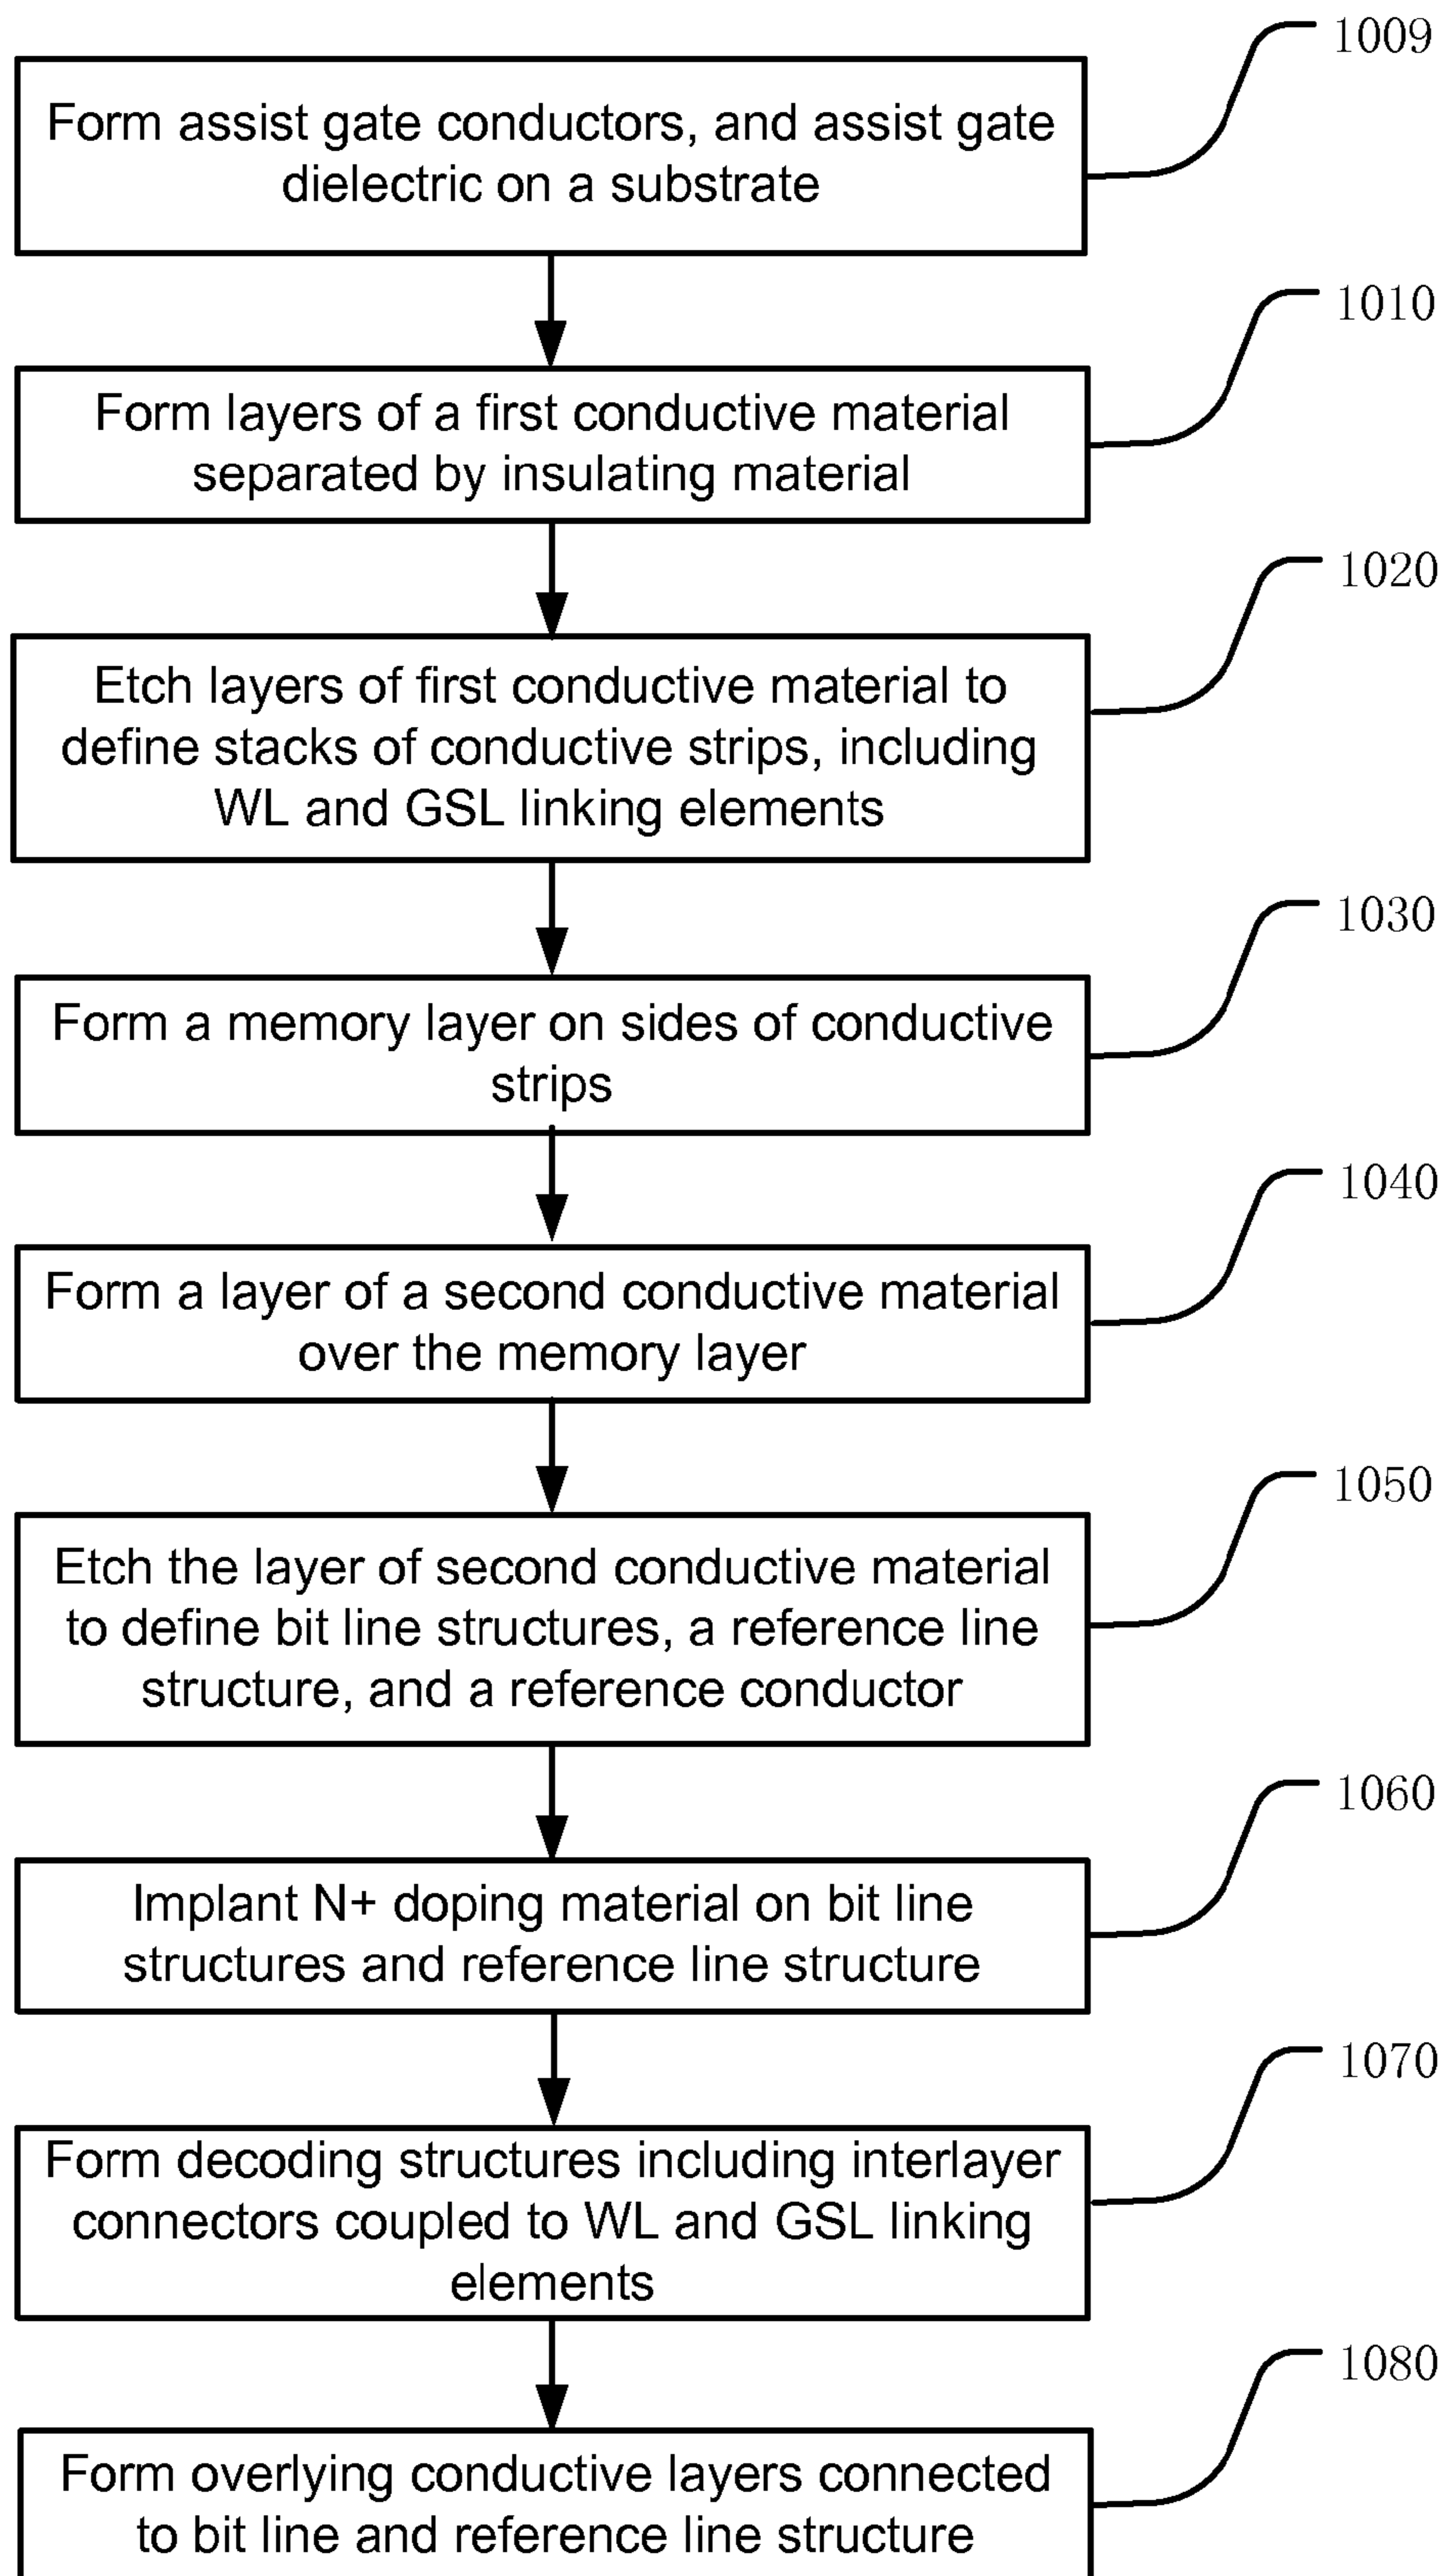 1009
Form assist gate conductors, and assist gate
dielectric on a substrate
1010
Form layers of a first conductive material
separated by insulating material
1020
Etch layers of first conductive material to
define stacks of conductive strips, including
WL and GSL linking elements
1030
Form a memory layer on sides of conductive
strips
1040
Form a layer of a second conductive material
over the memory layer
1050
Etch the layer of second conductive material
to define bit line structures, a reference line
structure, and a reference conductor
1060
Implant N+ doping material on bit line
structures and reference line structure
1070
Form decoding structures including interlayer
connectors coupled to WL and GSL linking
elements
1080
Form overlying conductive layers connected
to bit line and reference line structure